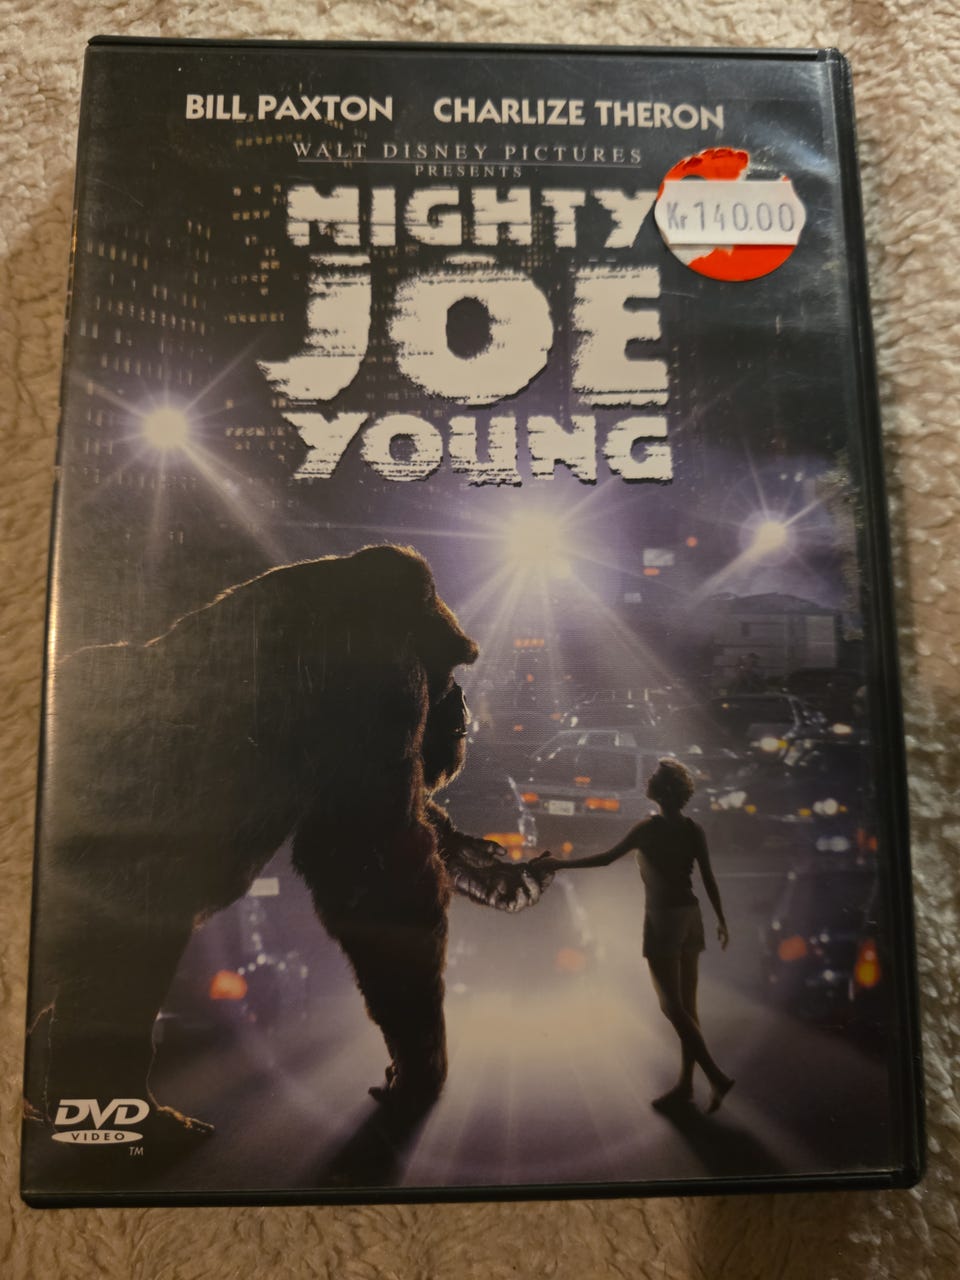 BILL PAXTON CHARLIZE THERON
WALT DISNEY PICTURES
PRESENTS
MIGHTY
Kr 140.00
JOE
YOUNG
DVD
VIDEO
TM